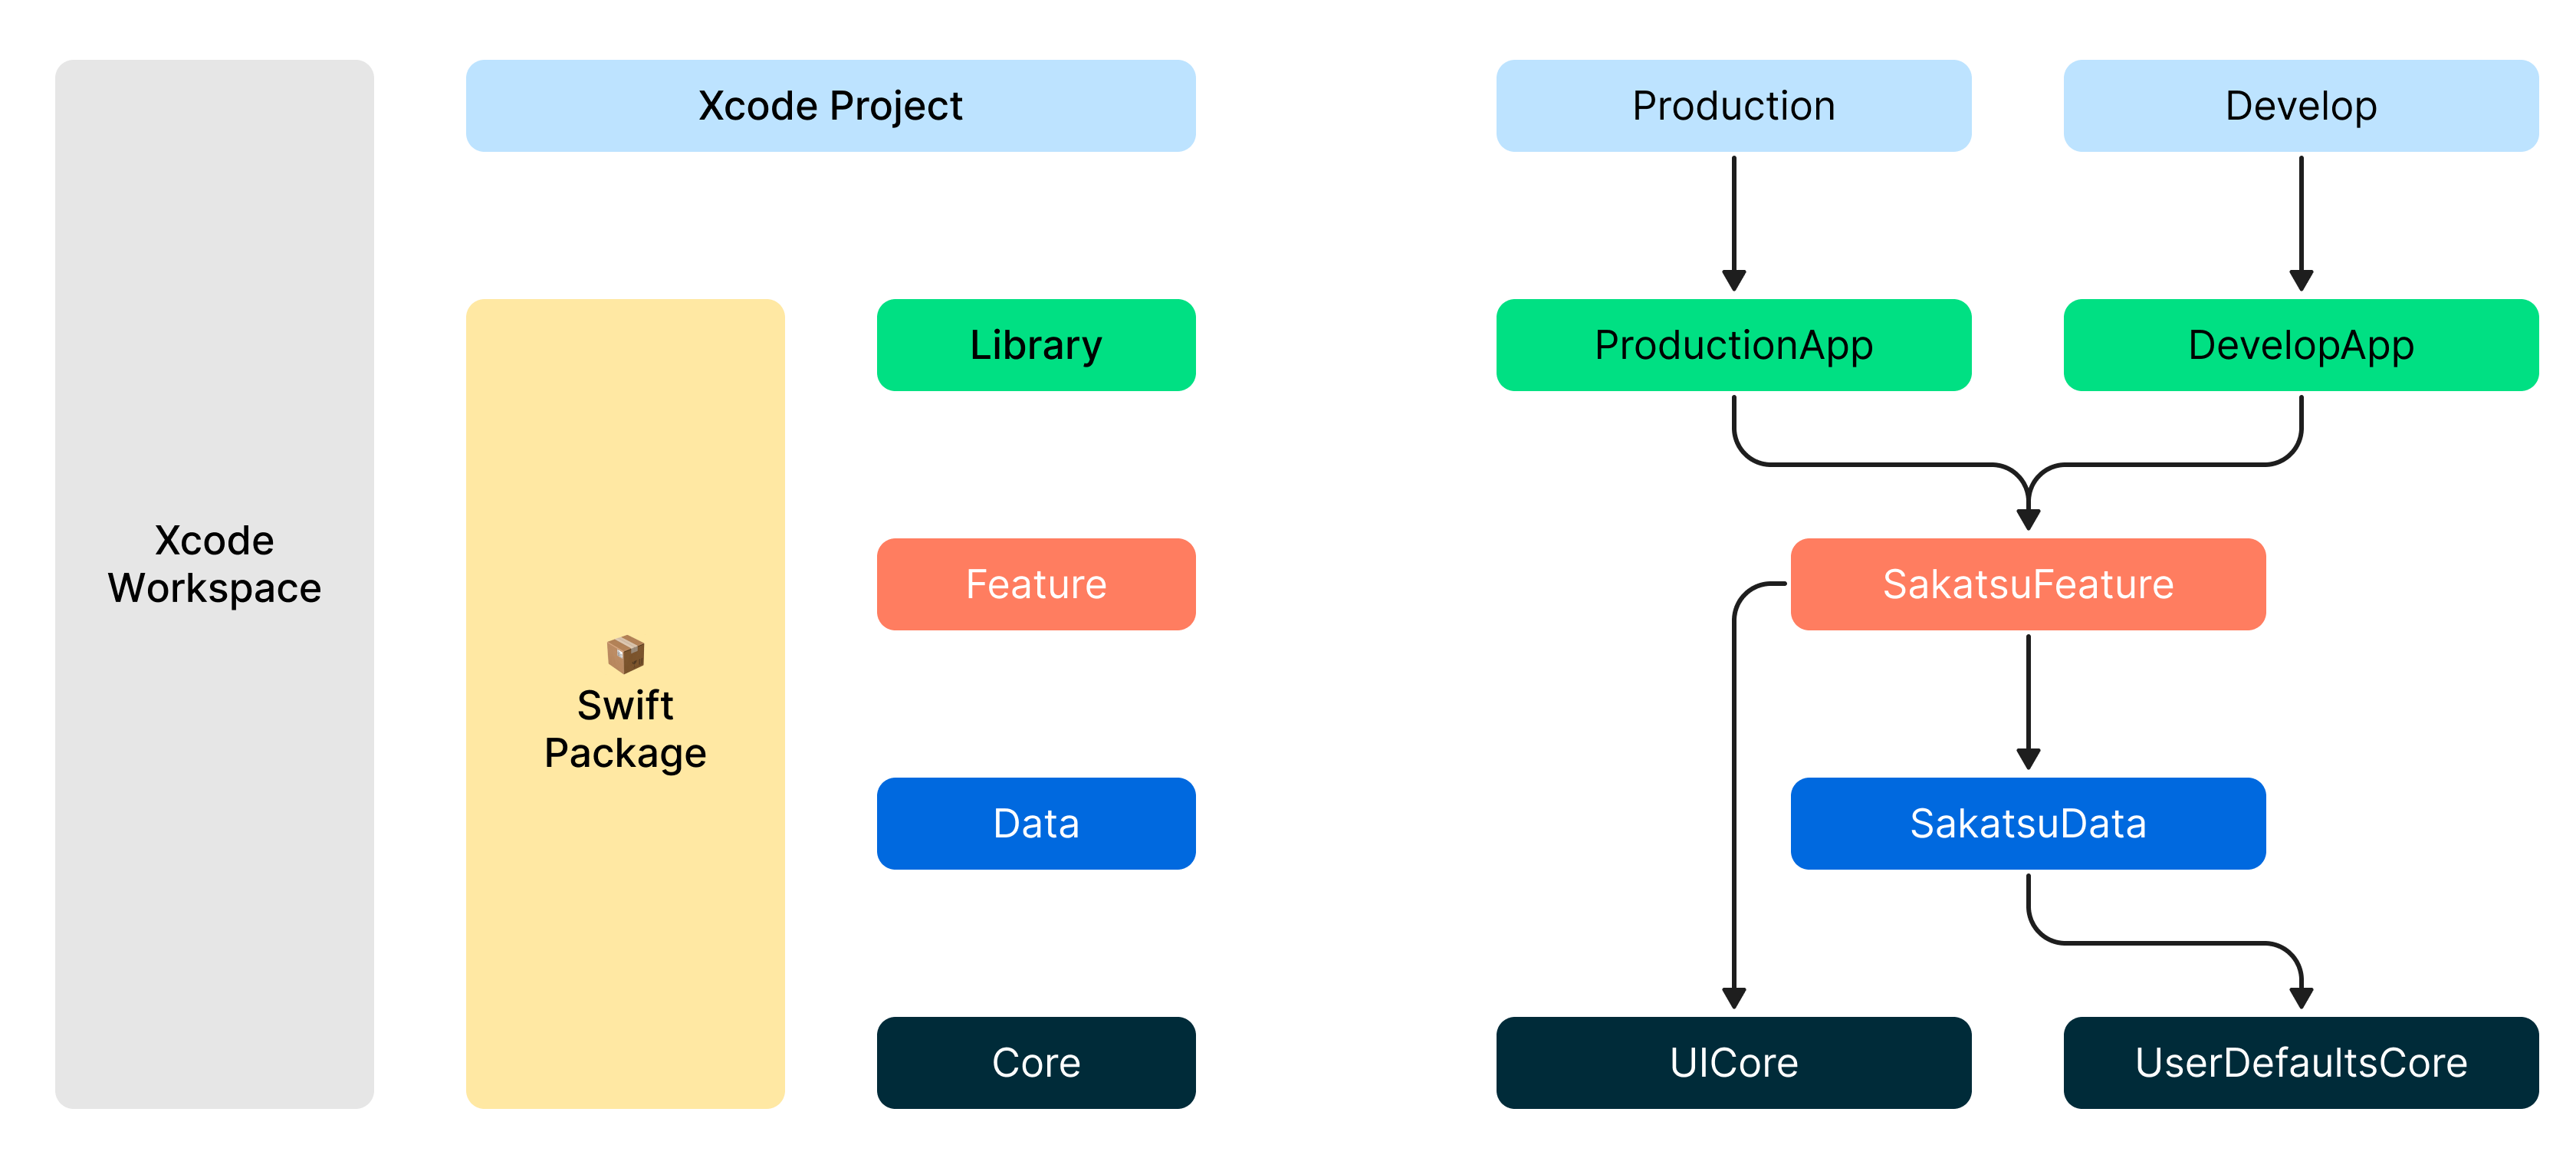 Xcode Project
Production
Develop
Library
ProductionApp
DevelopApp
Xcode
Workspace
Feature
SakatsuFeature
Swift
Package
Data
SakatsuData
Core
UICore
UserDefaultsCore